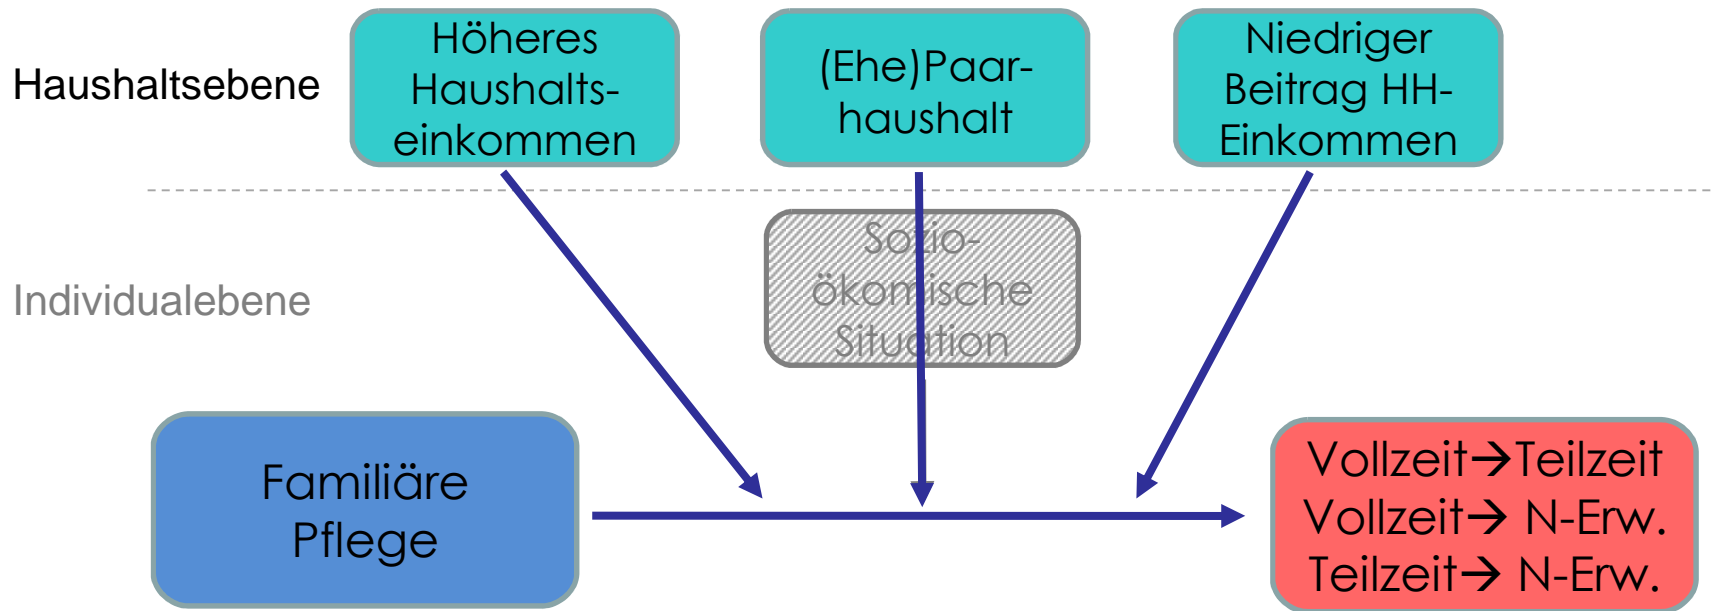 Haushaltsebene
Höheres
Haushalts-
einkommen
(Ehe)Paar-
haushalt
Niedriger
Beitrag HH-
Einkommen
Individualebene
Sozio-
ökomische
Situation
Familiäre
Pflege
Vollzeit→Teilzeit
Vollzeit→ N-Erw.
Teilzeit→ N-Erw.